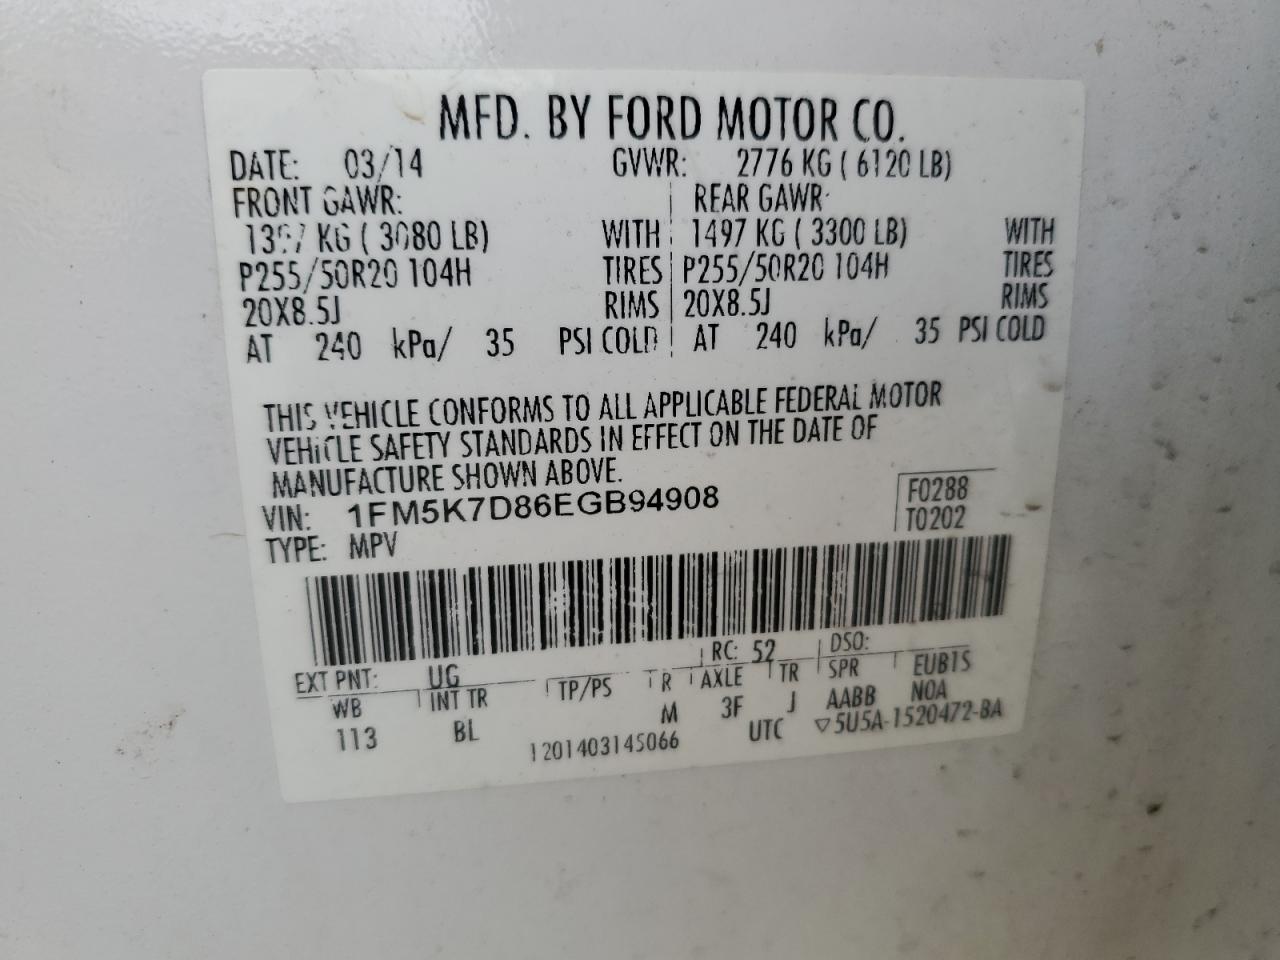 MFD. BY FORD MOTOR CO.
DATE: 03/14 GVWR: 2776 KG ( 6120 LB)
FRONT GAWR: REAR GAWR:
1397 KG ( 3080 LB) WITH 1497 KG ( 3300 LB) WITH
P255/50R20 104H TIRES P255/50R20 104H TIRES
20X8.5J RIMS 20X8.5J RIMS
AT 240 kPa/ 35 PSI COLD AT 240 kPa/ 35 PSI COLD
THIS VEHICLE CONFORMS TO ALL APPLICABLE FEDERAL MOTOR
VEHICLE SAFETY STANDARDS IN EFFECT ON THE DATE OF
MANUFACTURE SHOWN ABOVE.
VIN: 1FM5K7D86EGB94908 F0288
TYPE: MPV T0202
EXT PNT: UG RC: 52 DSO:
WB INT TR TP/PS R AXLE TR SPR EUB1S
113 BL M 3F J AABB NOA
1201403145066 UTC ▽5U5A-1520472-BA